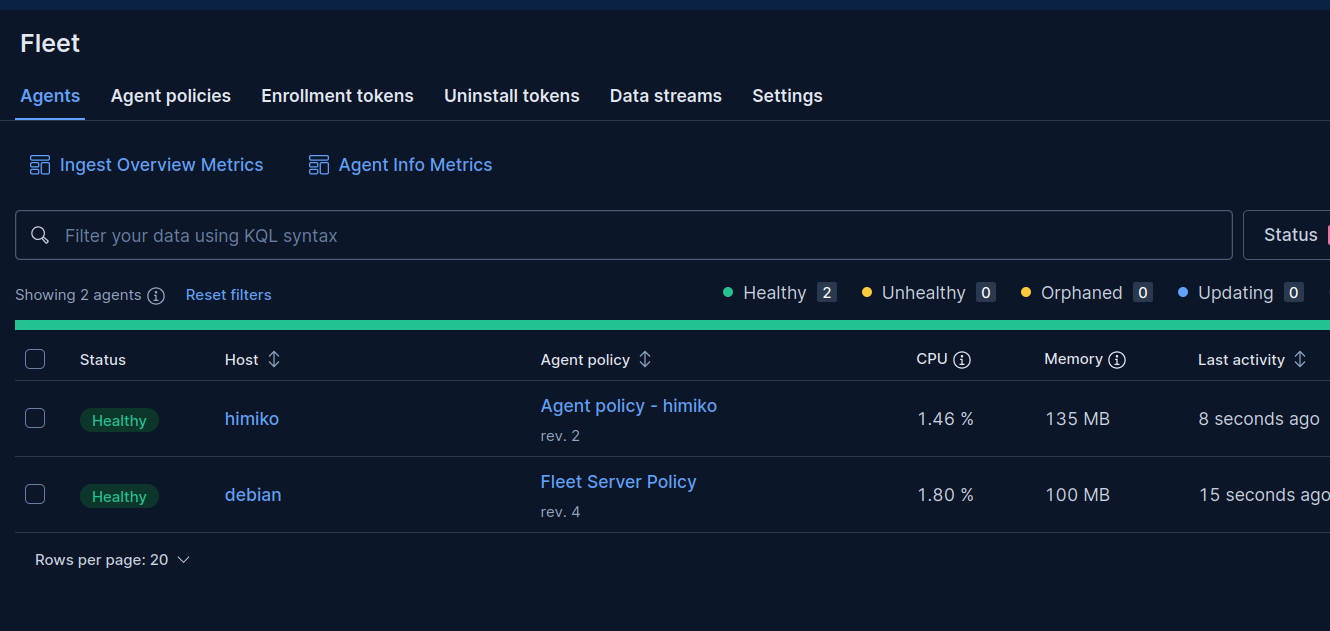 Fleet
Agents Agent policies Enrollment tokens Uninstall tokens Data streams Settings
Ingest Overview Metrics Agent Info Metrics
Filter your data using KQL syntax Status
Showing 2 agents Reset filters Healthy 2 Unhealthy 0 Orphaned 0 Updating 0
Status Host Agent policy CPU Memory Last activity
Healthy himiko Agent policy - himiko 1.46 % 135 MB 8 seconds ago
rev. 2
Healthy debian Fleet Server Policy 1.80 % 100 MB 15 seconds ago
rev. 4
Rows per page: 20